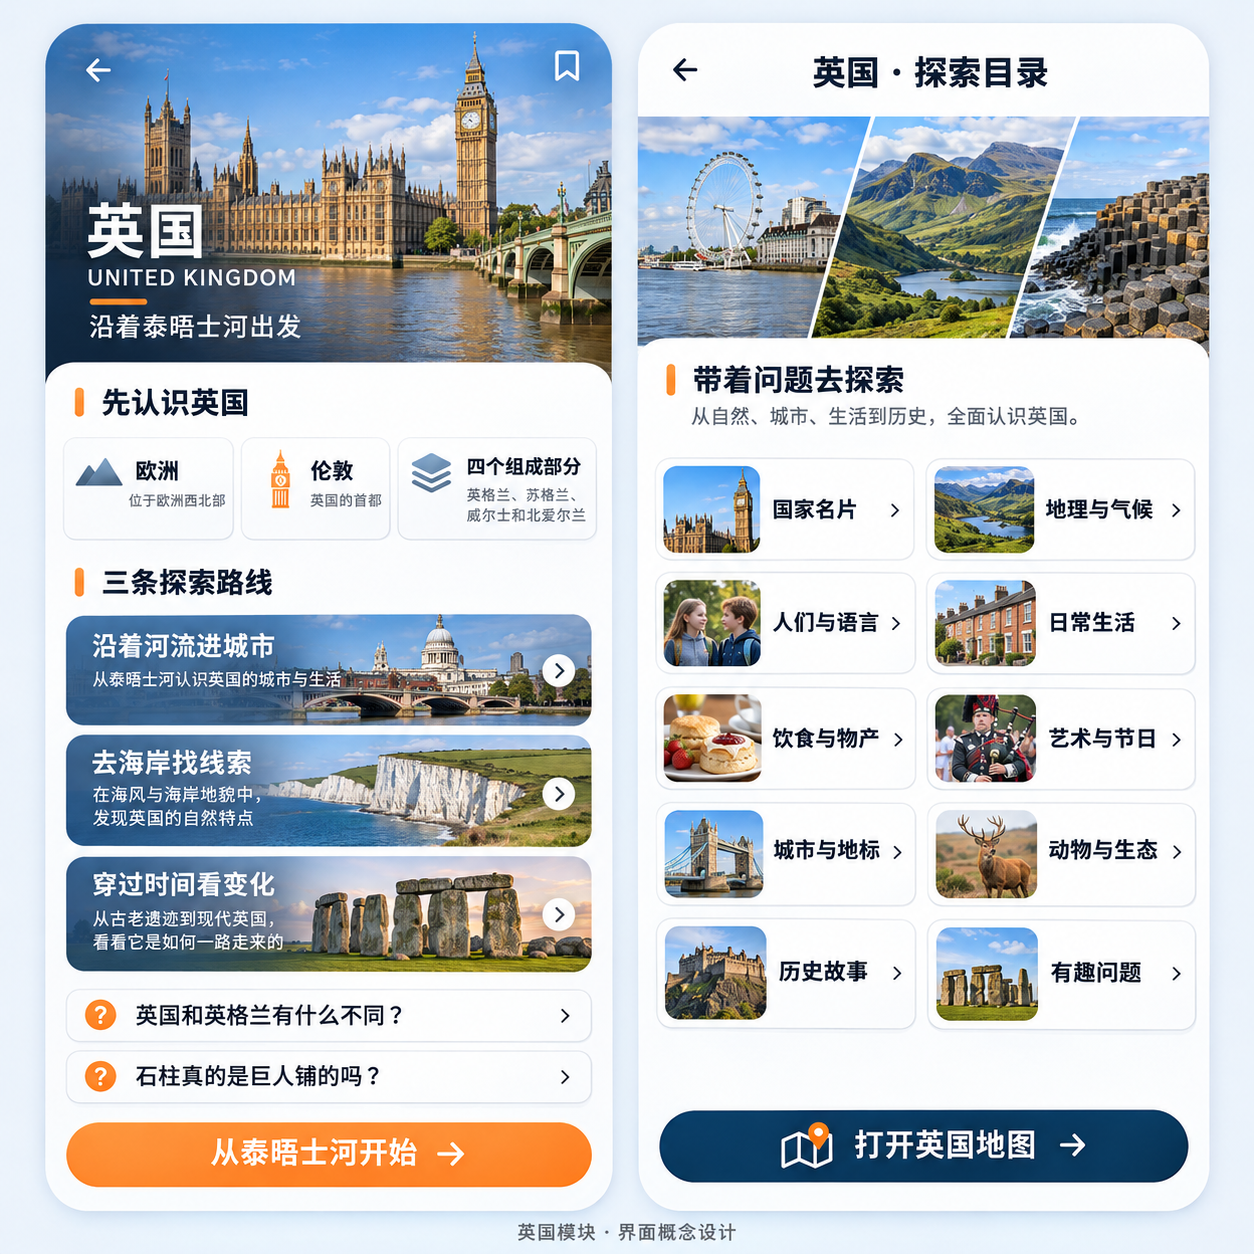 英国
UNITED KINGDOM
沿着泰晤士河出发
先认识英国
欧洲
位于欧洲西北部
伦敦
英国的首都
四个组成部分
英格兰、苏格兰、
威尔士和北爱尔兰
三条探索路线
沿着河流进城市
从泰晤士河认识英国的城市与生活
去海岸找线索
在海风与海岸地貌中，
发现英国的自然特点
穿过时间看变化
从古老遗迹到现代英国，
看看它是如何一路走来的
英国和英格兰有什么不同？
石柱真的是巨人铺的吗？
从泰晤士河开始
英国 · 探索目录
带着问题去探索
从自然、城市、生活到历史，全面认识英国。
国家名片
地理与气候
人们与语言
日常生活
饮食与物产
艺术与节日
城市与地标
动物与生态
历史故事
有趣问题
打开英国地图
英国模块 · 界面概念设计